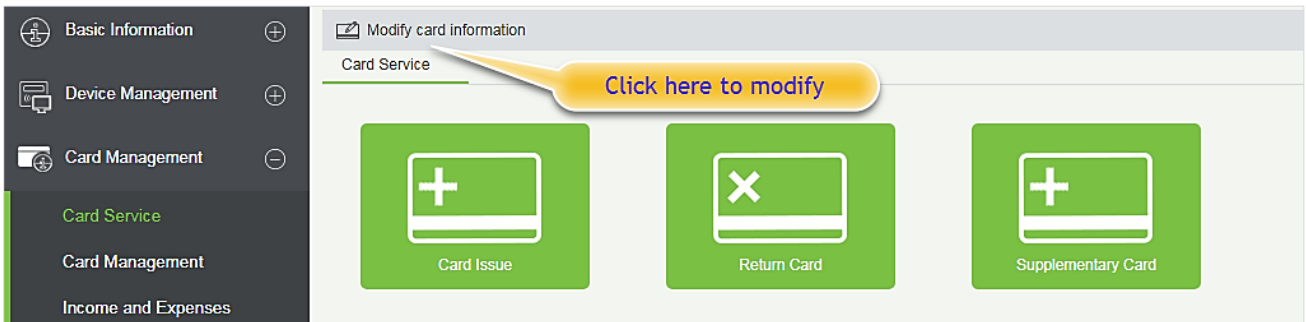 Basic Information
Device Management
Card Management
Card Service
Card Management
Income and Expenses
Modify card information
Card Service
Click here to modify
Card Issue
Return Card
Supplementary Card